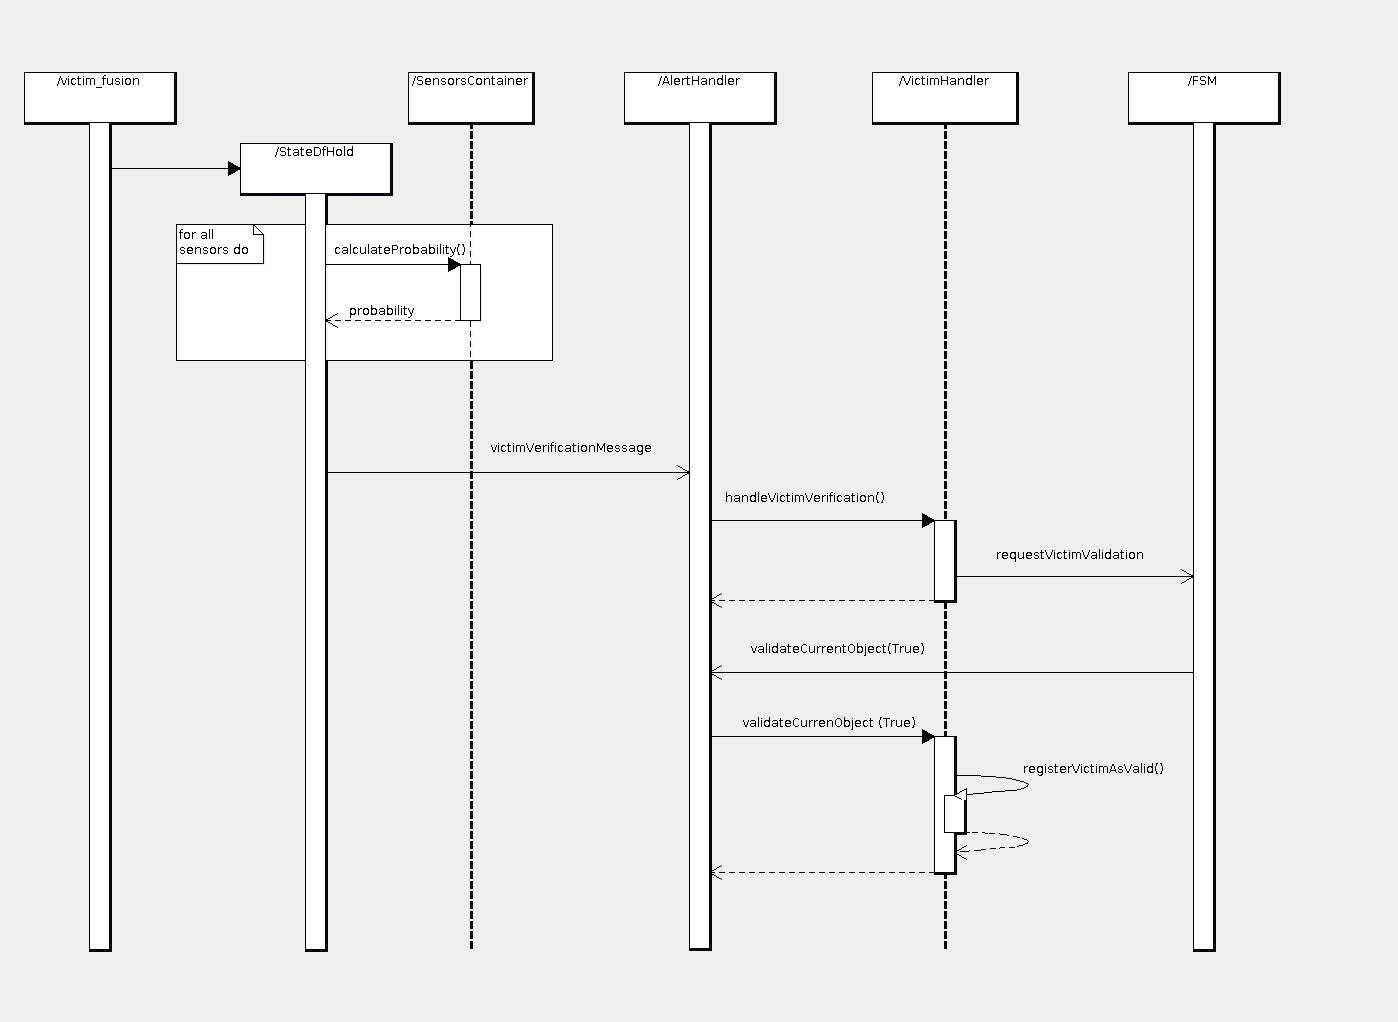 /victim_fusion
/SensorsContainer
/AlertHandler
/VictimHandler
/FSM
/StateDfHold
for all
sensors do
calculateProbability()
probability
victimVerificationMessage
handleVictimVerification()
requestVictimValidation
validateCurrentObject(True)
validateCurrenObject (True)
registerVictimAsValid()